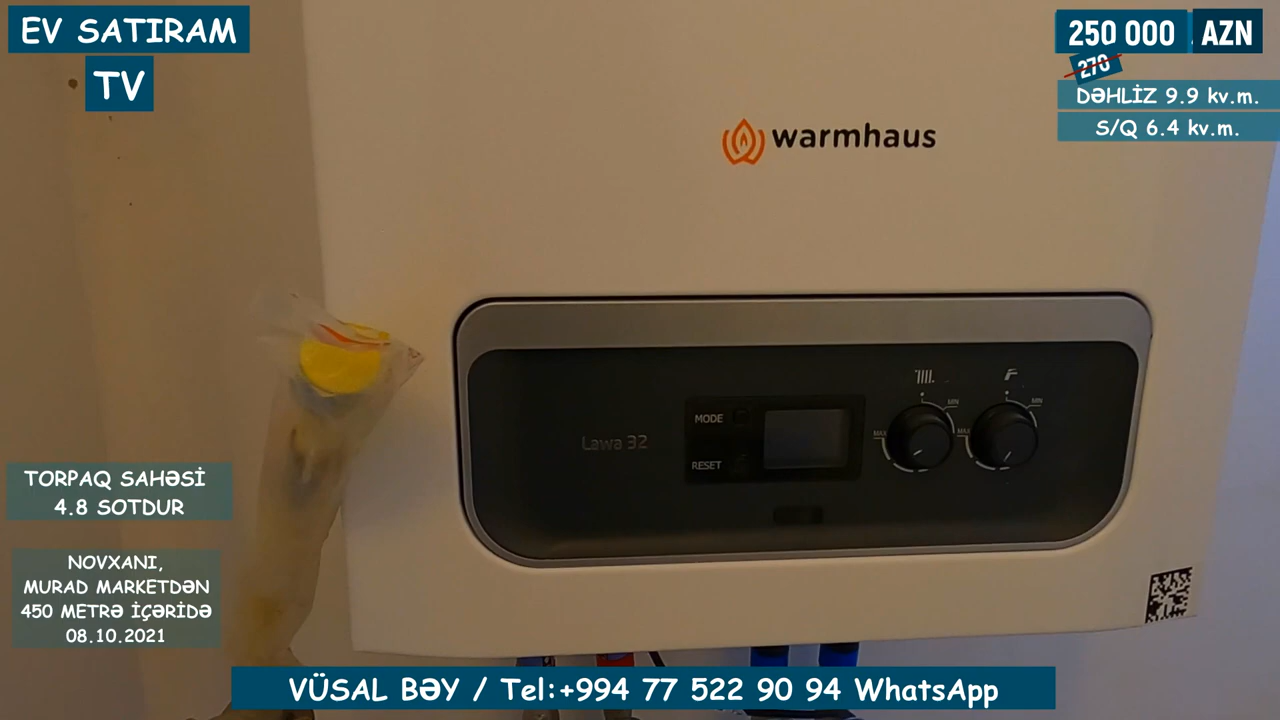 EV SATIRAM
TV
250 000 AZN
270
DƏHLİZ 9.9 kv.m.
S/Q 6.4 kv.m.
warmhaus
MODE
Lawa 32
RESET
MIN
MAX
MIN
MAX
TORPAQ SAHƏSİ
4.8 SOTDUR
NOVXANI,
MURAD MARKETDƏN
450 METRƏ İÇƏRİDƏ
08.10.2021
VÜSAL BƏY / Tel:+994 77 522 90 94 WhatsApp